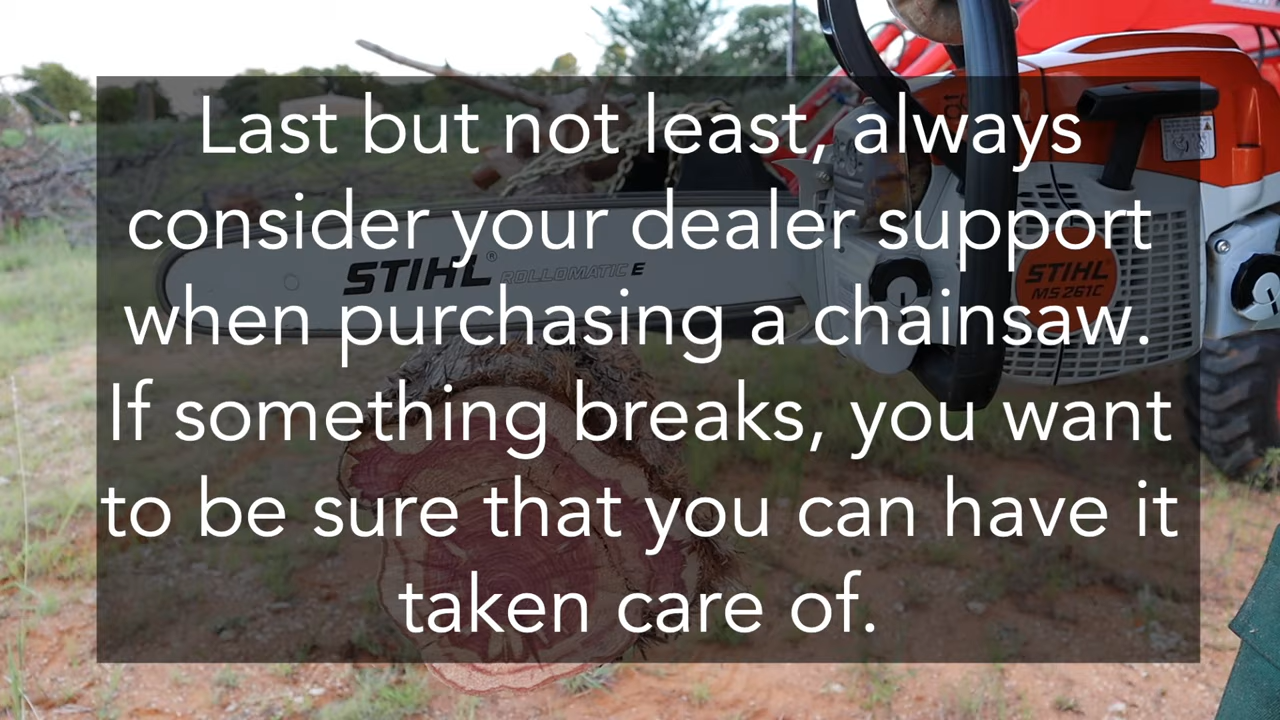 Last but not least, always
consider your dealer support
when purchasing a chainsaw.
If something breaks, you want
to be sure that you can have it
taken care of.
STIHL® ROLLOMATIC E
STIHL
MS 261C